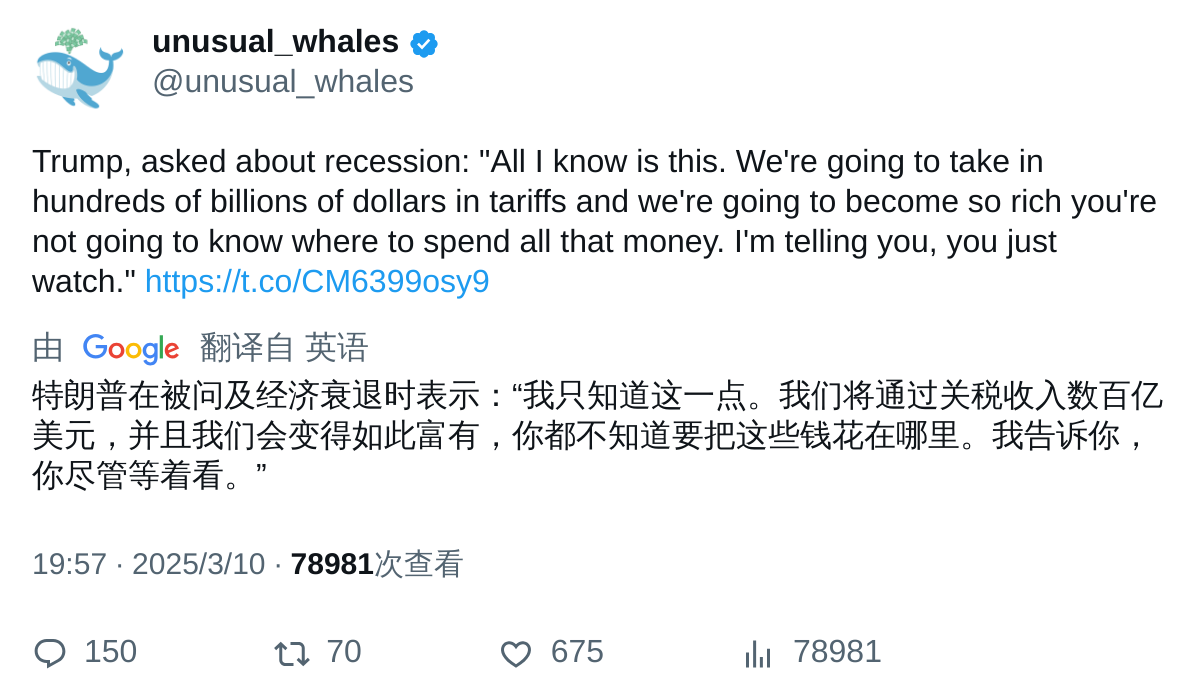 unusual_whales
@unusual_whales
Trump, asked about recession: "All I know is this. We're going to take in
hundreds of billions of dollars in tariffs and we're going to become so rich you're
not going to know where to spend all that money. I'm telling you, you just
watch." https://t.co/CM6399osy9
由 Google 翻译自 英语
特朗普在被问及经济衰退时表示：“我只知道这一点。我们将通过关税收入数百亿
美元，并且我们会变得如此富有，你都不知道要把这些钱花在哪里。我告诉你，
你尽管等着看。”
19:57 · 2025/3/10 · 78981次查看
150 70 675 78981